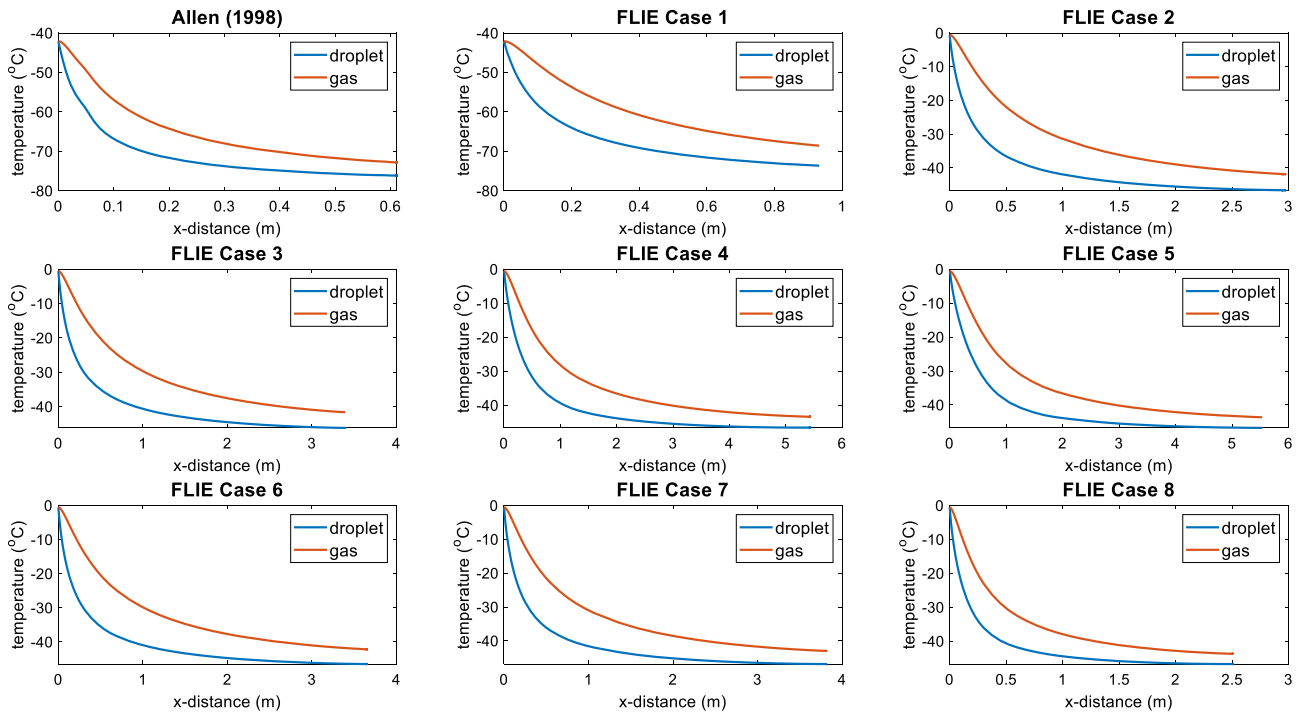 Allen (1998)
temperature (°C)
-40
-50
-60
-70
-80
droplet
gas
0 0.1 0.2 0.3 0.4 0.5 0.6
x-distance (m)
FLIE Case 1
temperature (°C)
-40
-50
-60
-70
-80
droplet
gas
0 0.2 0.4 0.6 0.8 1
x-distance (m)
FLIE Case 2
temperature (°C)
0
-10
-20
-30
-40
droplet
gas
0 0.5 1 1.5 2 2.5 3
x-distance (m)
FLIE Case 3
temperature (°C)
0
-10
-20
-30
-40
droplet
gas
0 1 2 3 4
x-distance (m)
FLIE Case 4
temperature (°C)
0
-10
-20
-30
-40
droplet
gas
0 1 2 3 4 5 6
x-distance (m)
FLIE Case 5
temperature (°C)
0
-10
-20
-30
-40
droplet
gas
0 1 2 3 4 5 6
x-distance (m)
FLIE Case 6
temperature (°C)
0
-10
-20
-30
-40
droplet
gas
0 1 2 3 4
x-distance (m)
FLIE Case 7
temperature (°C)
0
-10
-20
-30
-40
droplet
gas
0 1 2 3 4
x-distance (m)
FLIE Case 8
temperature (°C)
0
-10
-20
-30
-40
droplet
gas
0 0.5 1 1.5 2 2.5 3
x-distance (m)